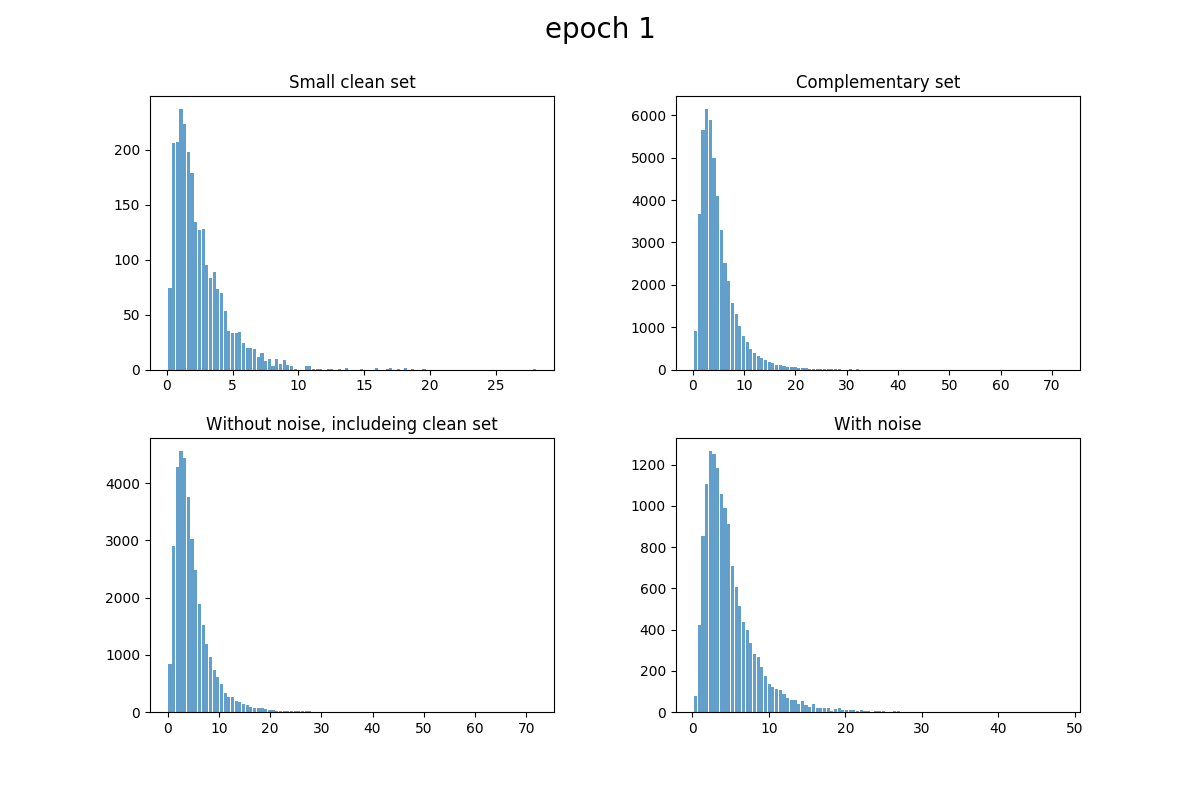 epoch 1
Small clean set
200
150
100
50
0
0 5 10 15 20 25
Complementary set
6000
5000
4000
3000
2000
1000
0
0 10 20 30 40 50 60 70
Without noise, includeing clean set
4000
3000
2000
1000
0
0 10 20 30 40 50 60 70
With noise
1200
1000
800
600
400
200
0
0 10 20 30 40 50